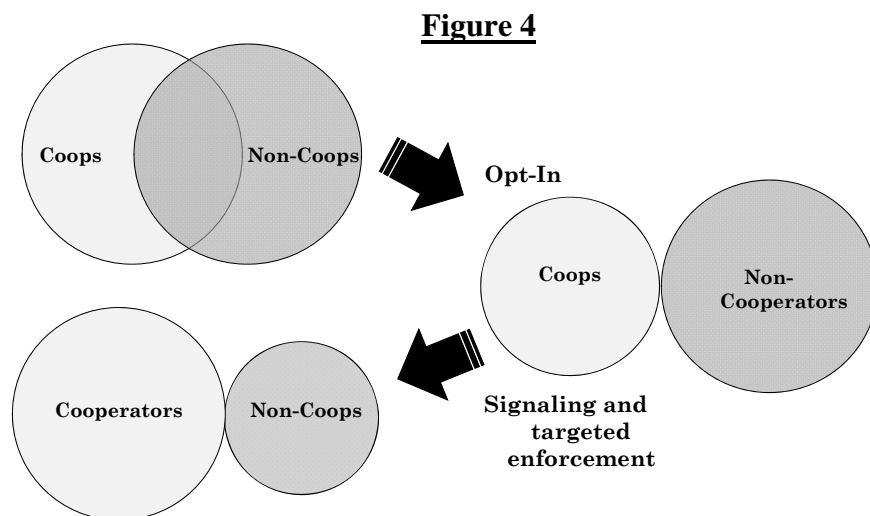 Figure 4
Coops
Non-Coops
Opt-In
Coops
Non-
Cooperators
Cooperators
Non-Coops
Signaling and
targeted
enforcement